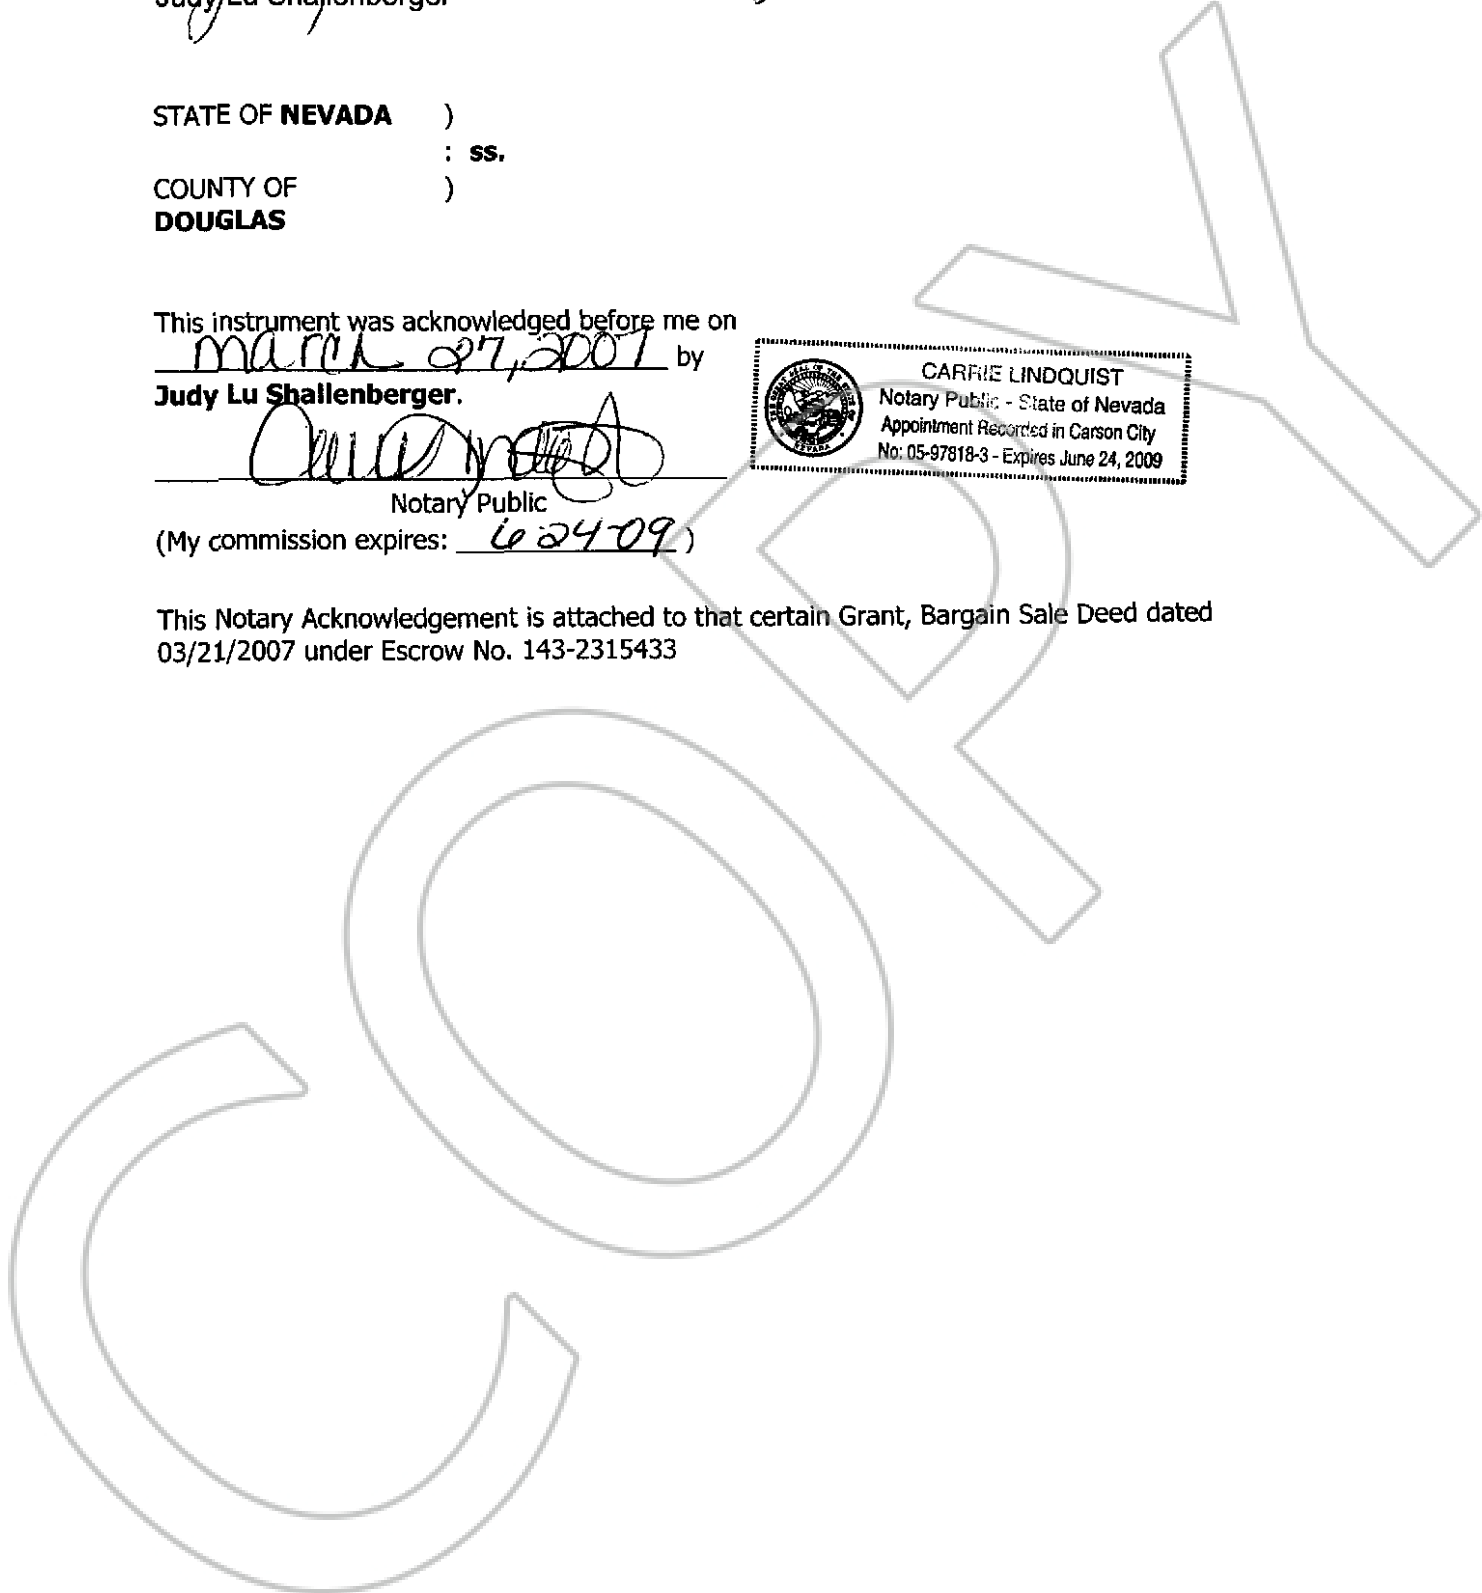 Judy Lu Shallenberger
STATE OF NEVADA )
: ss.
COUNTY OF )
DOUGLAS
This instrument was acknowledged before me on
March 27, 2007 by
Judy Lu Shallenberger.
Notary Public
(My commission expires: 6-24-09)
CARRIE LINDQUIST
Notary Public - State of Nevada
Appointment Recorded in Carson City
No: 05-97818-3 - Expires June 24, 2009
This Notary Acknowledgement is attached to that certain Grant, Bargain Sale Deed dated
03/21/2007 under Escrow No. 143-2315433
COPY